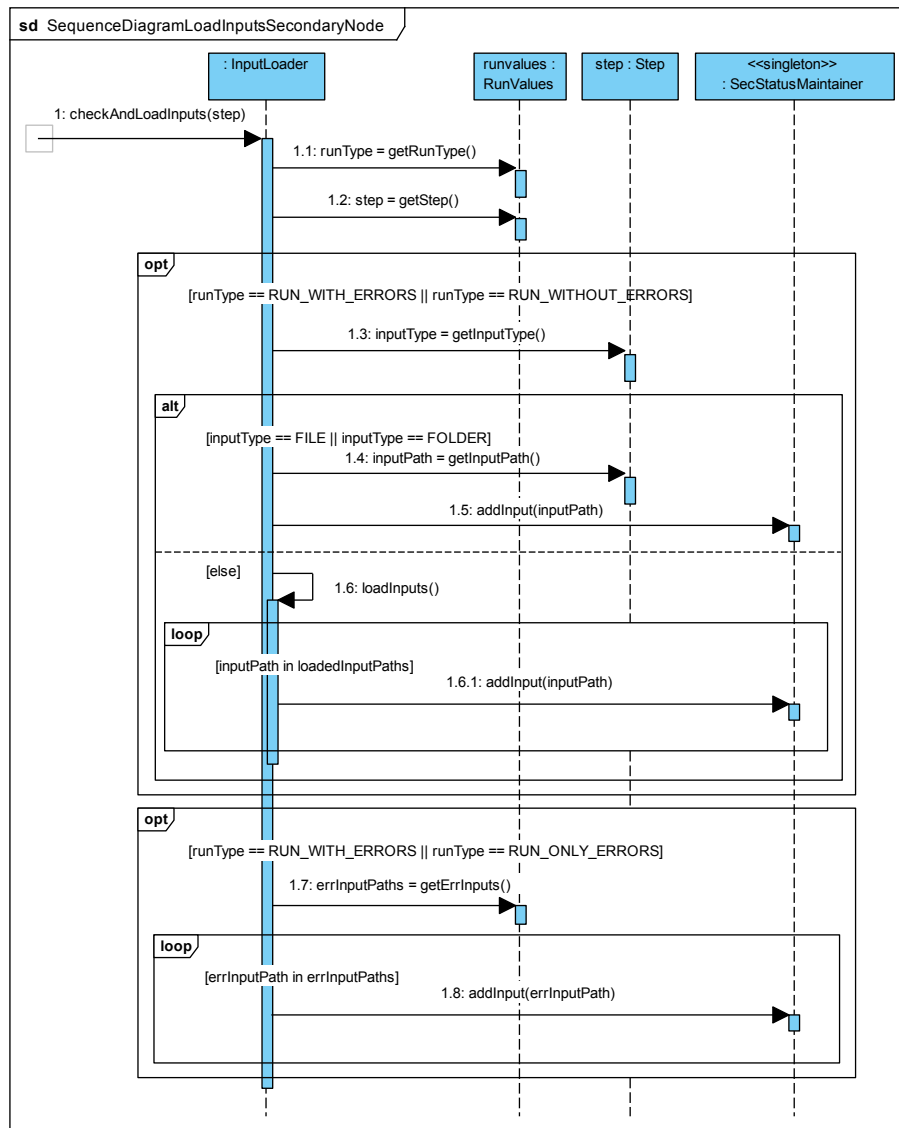 sd SequenceDiagramLoadInputsSecondaryNode
: InputLoader
runvalues :
RunValues
step : Step
<<singleton>>
: SecStatusMaintainer
1: checkAndLoadInputs(step)
1.1: runType = getRunType()
1.2: step = getStep()
opt
[runType == RUN_WITH_ERRORS || runType == RUN_WITHOUT_ERRORS]
1.3: inputType = getInputType()
alt
[inputType == FILE || inputType == FOLDER]
1.4: inputPath = getInputPath()
1.5: addInput(inputPath)
[else]
1.6: loadInputs()
loop
[inputPath in loadedInputPaths]
1.6.1: addInput(inputPath)
opt
[runType == RUN_WITH_ERRORS || runType == RUN_ONLY_ERRORS]
1.7: errInputPaths = getErrInputs()
loop
[errInputPath in errInputPaths]
1.8: addInput(errInputPath)